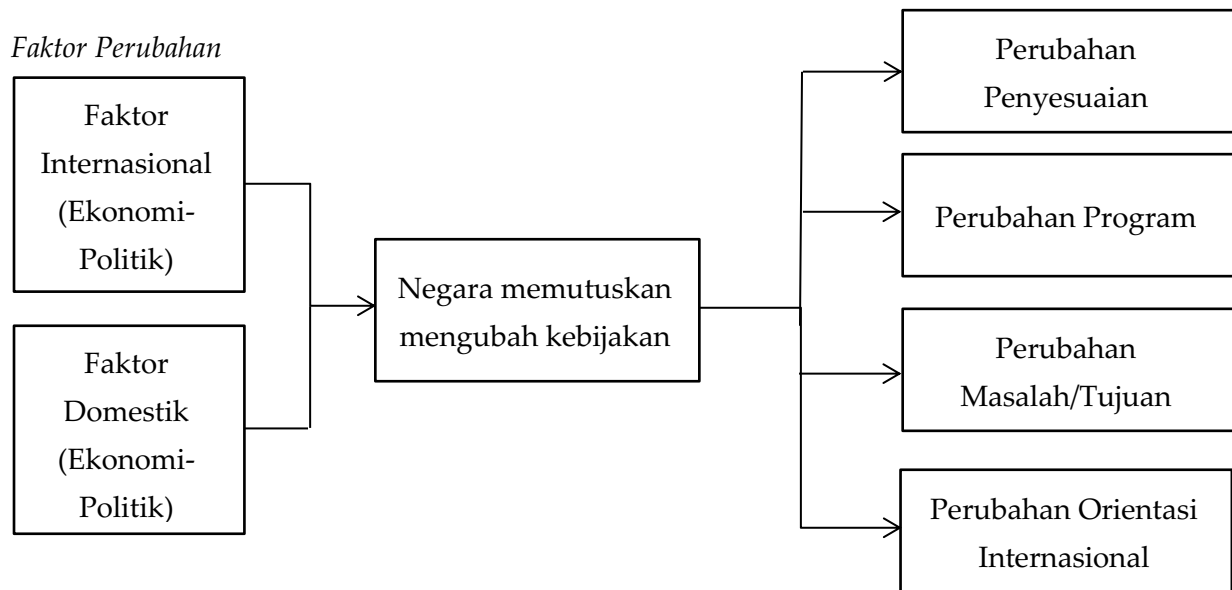 Faktor Perubahan
Faktor
Internasional
(Ekonomi-
Politik)
Faktor
Domestik
(Ekonomi-
Politik)
Negara memutuskan
mengubah kebijakan
Perubahan
Penyesuaian
Perubahan Program
Perubahan
Masalah/Tujuan
Perubahan Orientasi
Internasional